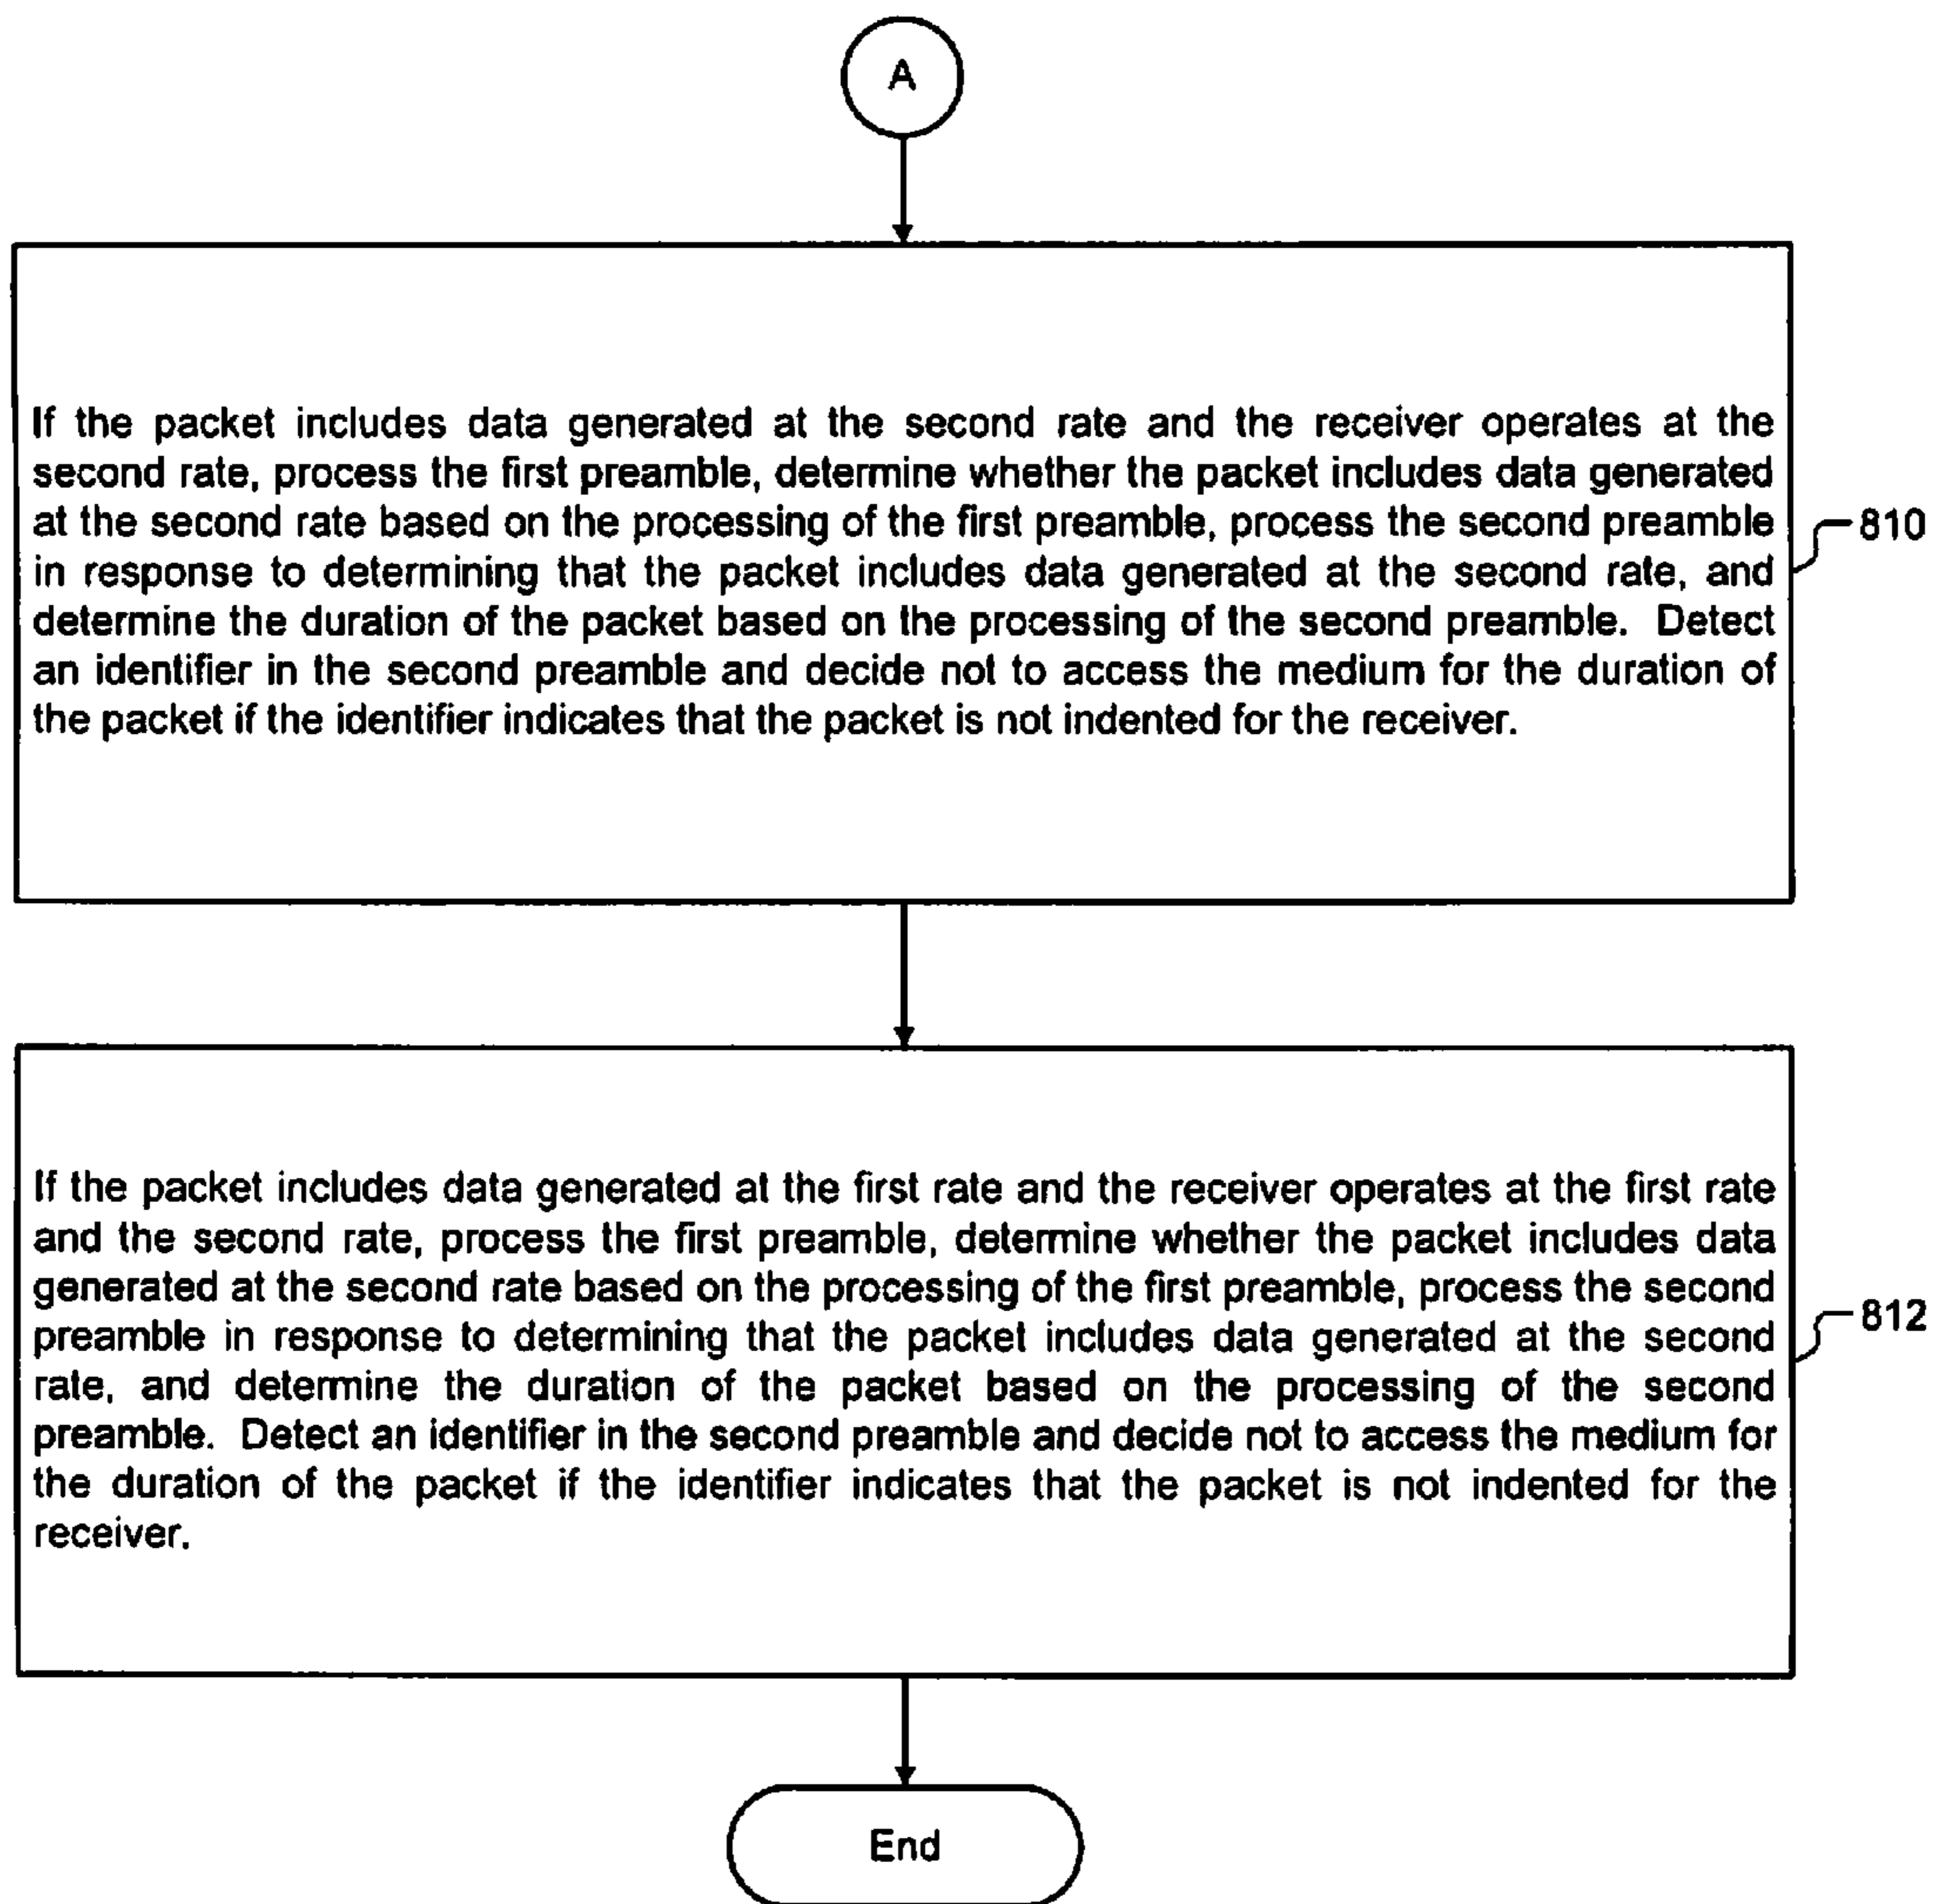 A
If the packet includes data generated at the second rate and the receiver operates at the
second rate, process the first preamble, determine whether the packet includes data generated
at the second rate based on the processing of the first preamble, process the second preamble
in response to determining that the packet includes data generated at the second rate, and
determine the duration of the packet based on the processing of the second preamble. Detect
an identifier in the second preamble and decide not to access the medium for the duration of
the packet if the identifier indicates that the packet is not indented for the receiver.
810
If the packet includes data generated at the first rate and the receiver operates at the first rate
and the second rate, process the first preamble, determine whether the packet includes data
generated at the second rate based on the processing of the first preamble, process the second
preamble in response to determining that the packet includes data generated at the second
rate, and determine the duration of the packet based on the processing of the second
preamble. Detect an identifier in the second preamble and decide not to access the medium for
the duration of the packet if the identifier indicates that the packet is not indented for the
receiver.
812
End